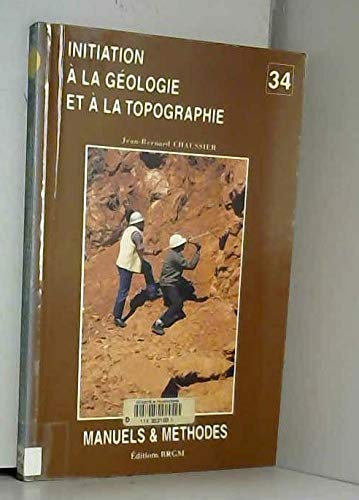 INITIATION
À LA GÉOLOGIE
ET À LA TOPOGRAPHIE
34
Jean-Bernard CHAUSSIER
D
MANUELS & MÉTHODES
Éditions BRGM